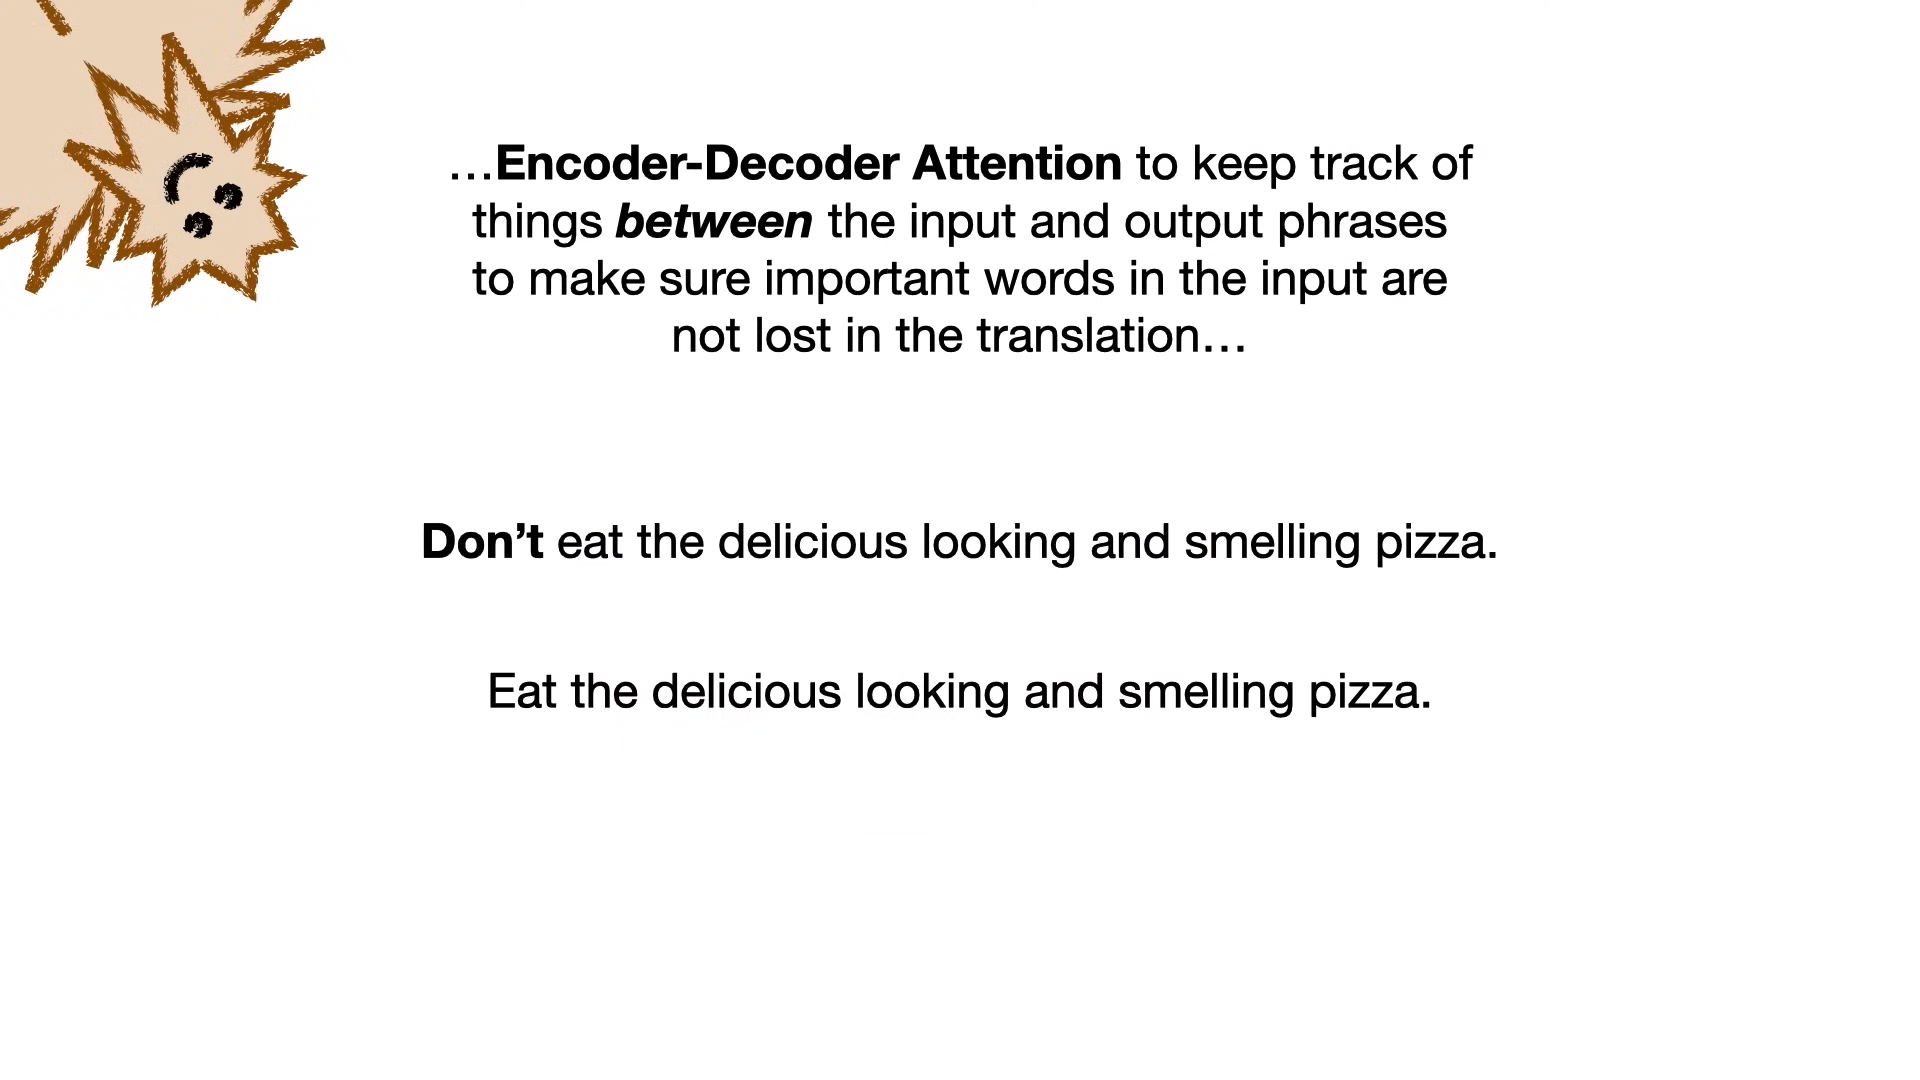 …Encoder-Decoder Attention to keep track of
things between the input and output phrases
to make sure important words in the input are
not lost in the translation…
Don’t eat the delicious looking and smelling pizza.
Eat the delicious looking and smelling pizza.